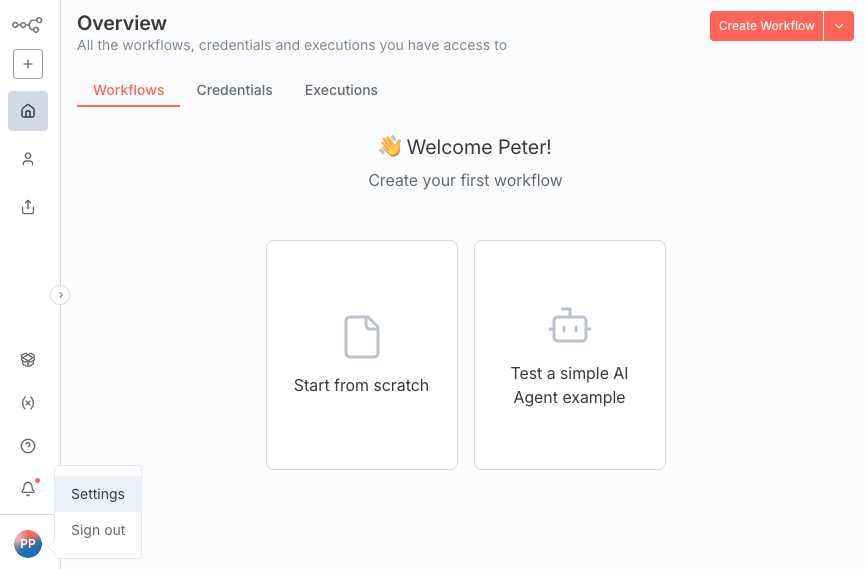 Overview
All the workflows, credentials and executions you have access to
Create Workflow
Workflows
Credentials
Executions
👋 Welcome Peter!
Create your first workflow
Start from scratch
Test a simple AI
Agent example
Settings
Sign out
PP